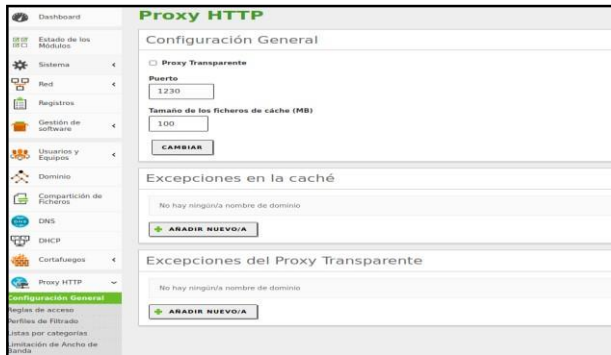 Dashboard
Estado de los
Módulos
Sistema
Red
Registros
Gestión de
software
Usuarios y
Equipos
Dominio
Compartición de
Ficheros
DNS
DHCP
Cortafuegos
Proxy HTTP
Configuración General
Reglas de acceso
Perfiles de Filtrado
Listas por categorías
Limitación de Ancho de
Banda
Proxy HTTP
Configuración General
Proxy Transparente
Puerto
1230
Tamaño de los ficheros de cáche (MB)
100
CAMBIAR
Excepciones en la caché
No hay ningún/a nombre de dominio
AÑADIR NUEVO/A
Excepciones del Proxy Transparente
No hay ningún/a nombre de dominio
AÑADIR NUEVO/A